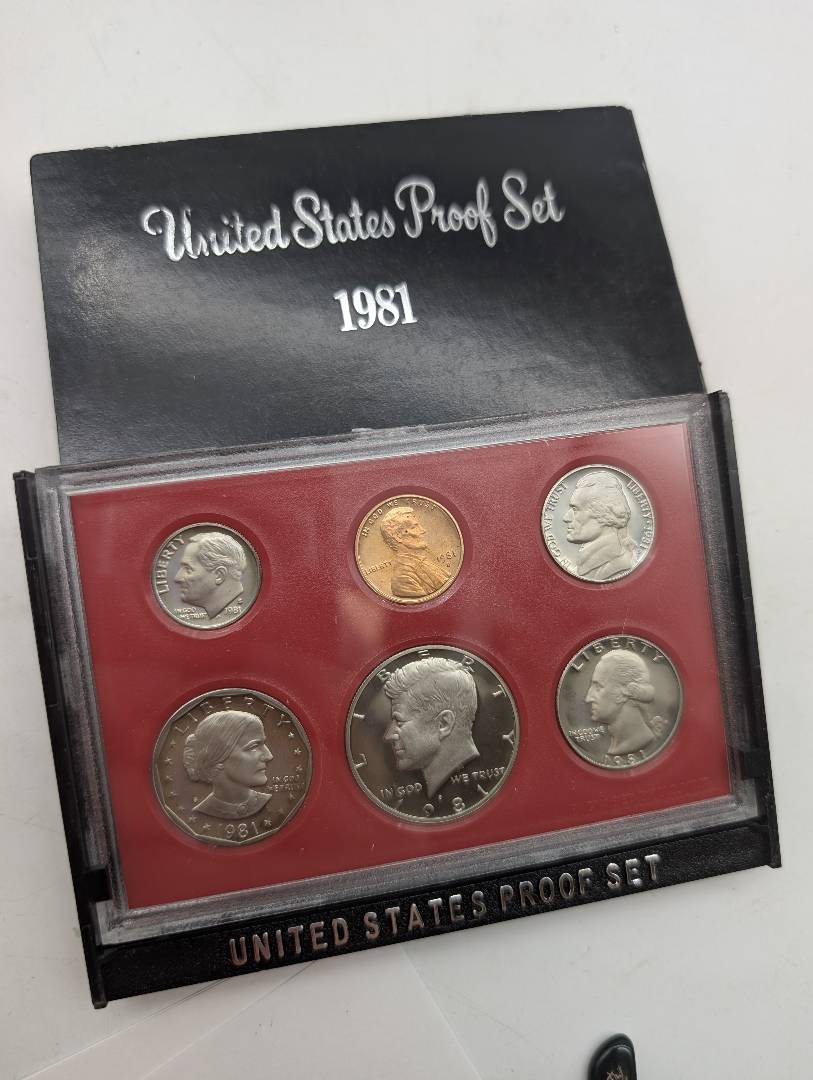 United States Proof Set
1981
LIBERTY
IN GOD
WE TRUST
1981
IN GOD WE TRUST
LIBERTY
1981
S
IN GOD WE TRUST
LIBERTY • 1981
LIBERTY
IN GOD
WE TRUST
1981
LIBERTY
IN GOD WE TRUST
1981
LIBERTY
IN GOD WE
TRUST
1981
UNITED STATES PROOF SET